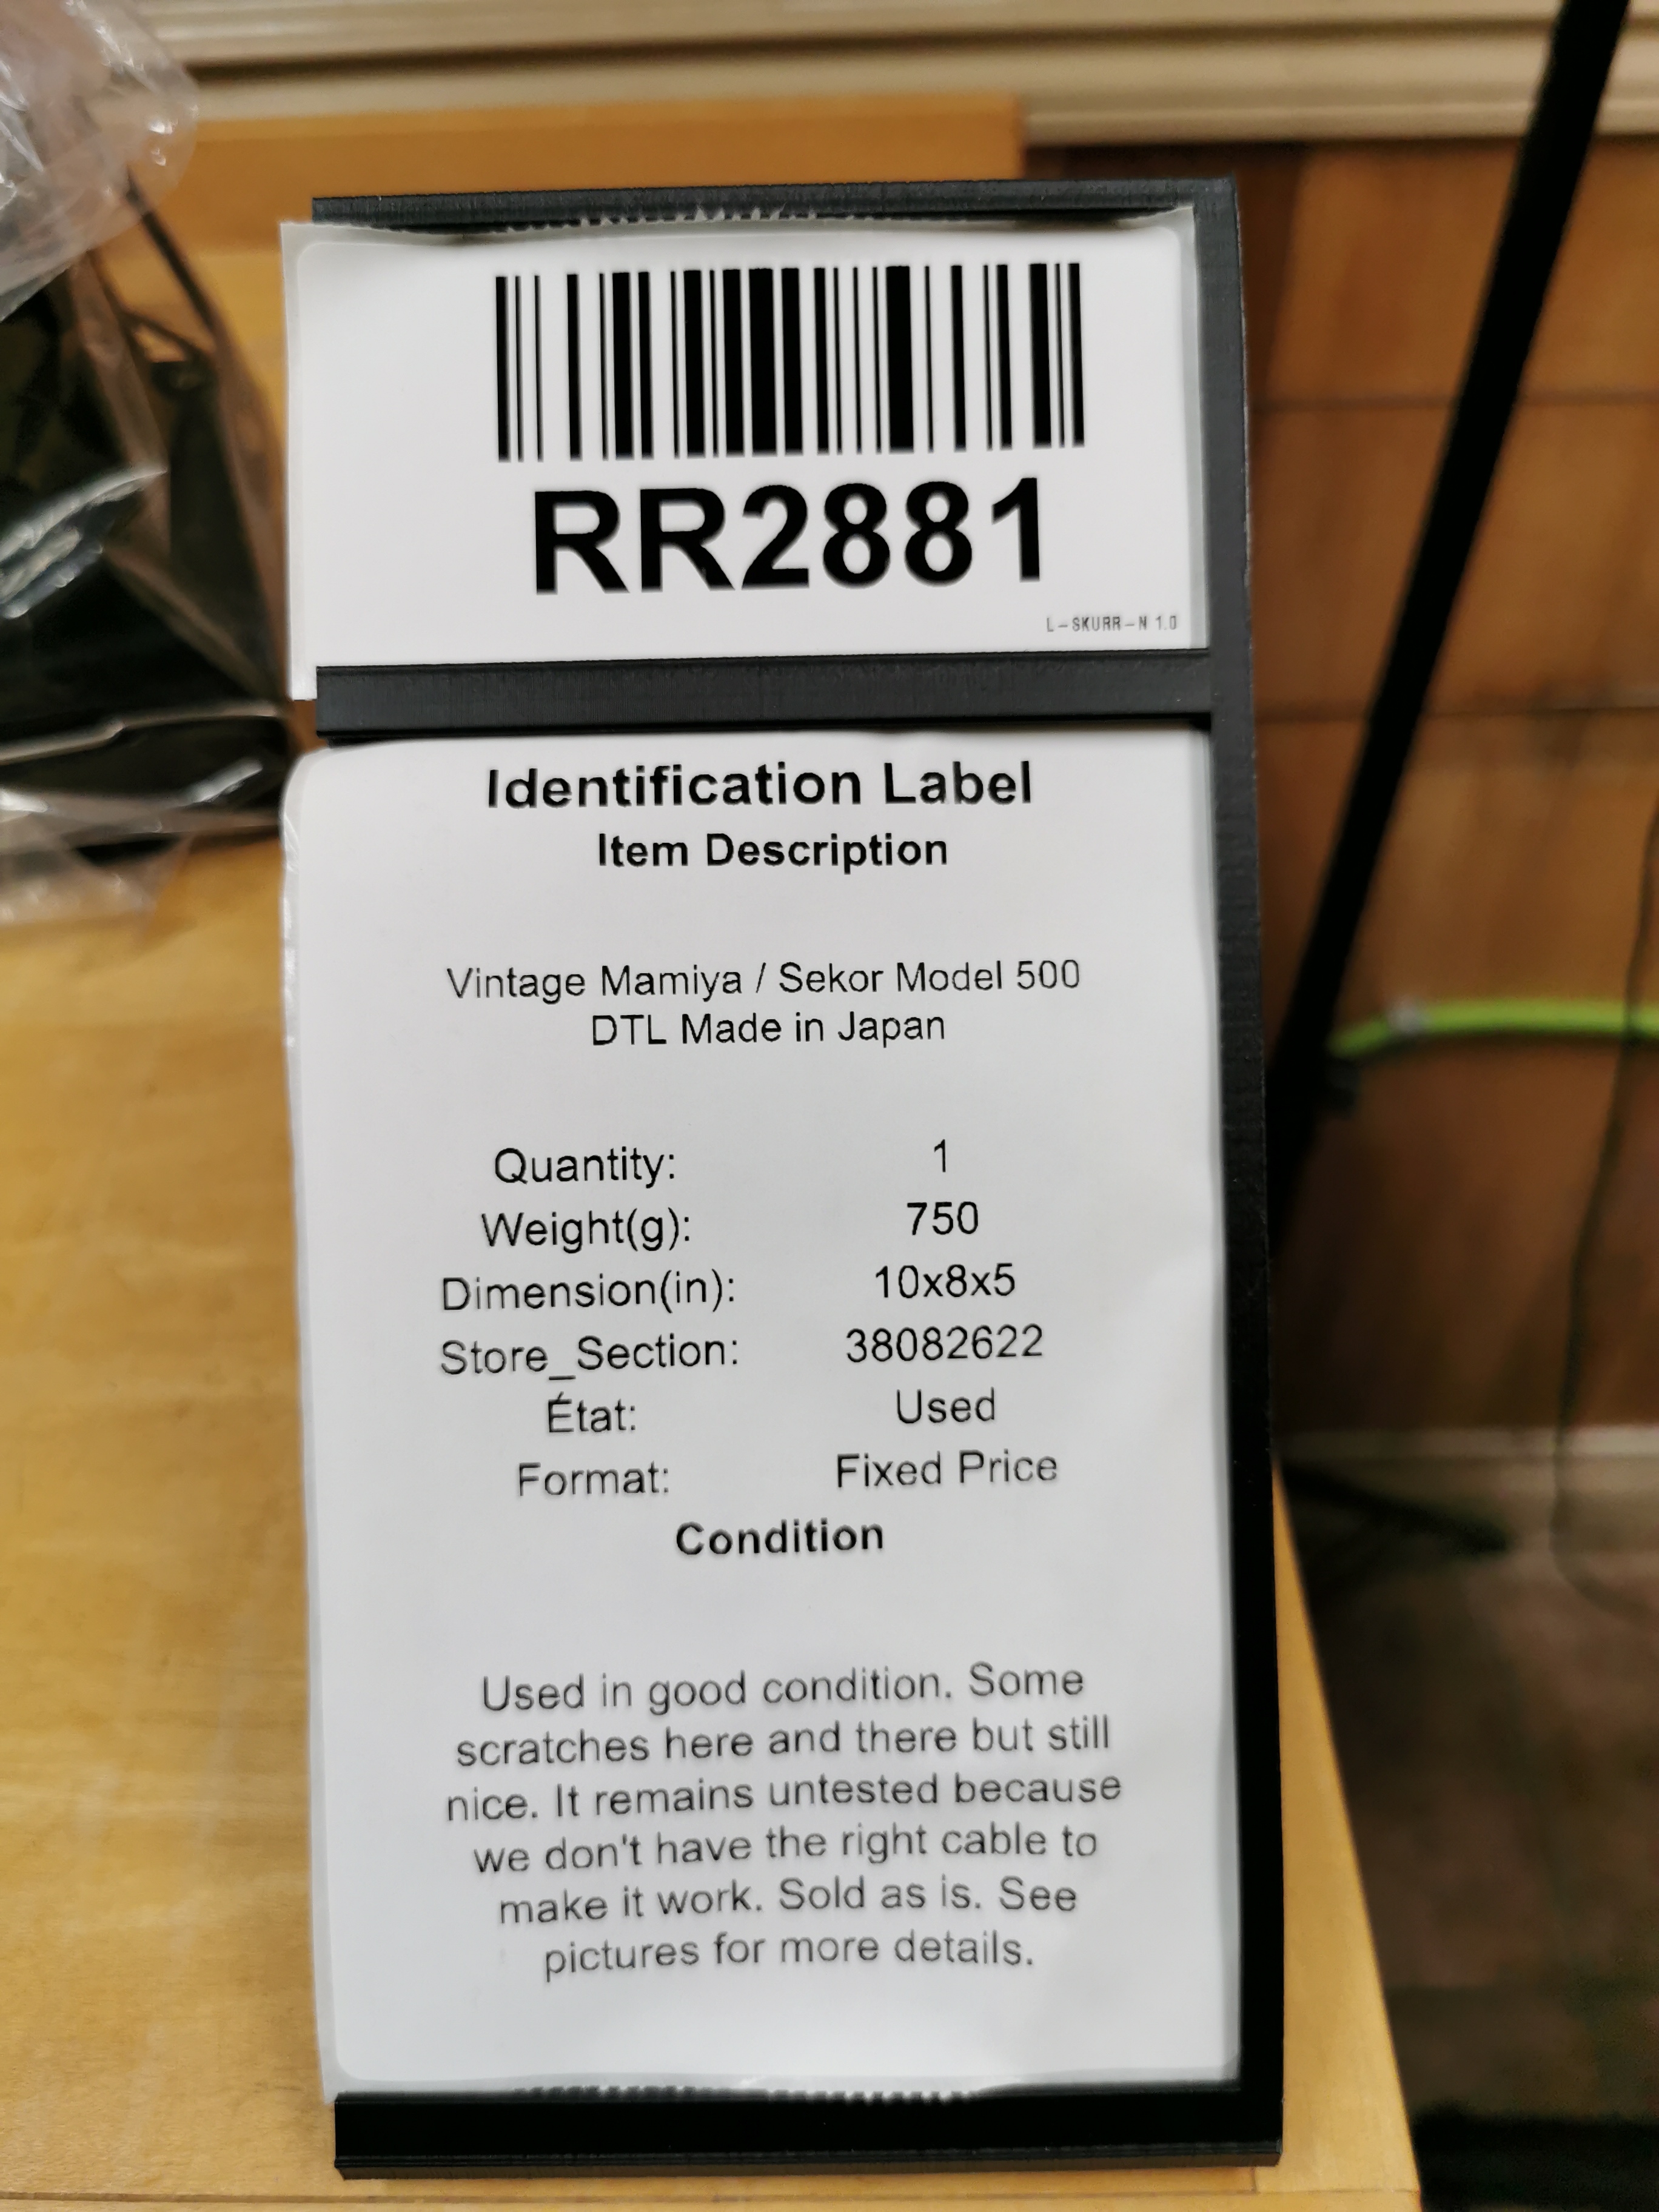 RR2881
L-SKURR-N 1.0
Identification Label
Item Description
Vintage Mamiya / Sekor Model 500
DTL Made in Japan
Quantity: 1
Weight(g): 750
Dimension(in): 10x8x5
Store_Section: 38082622
État: Used
Format: Fixed Price
Condition
Used in good condition. Some
scratches here and there but still
nice. It remains untested because
we don't have the right cable to
make it work. Sold as is. See
pictures for more details.